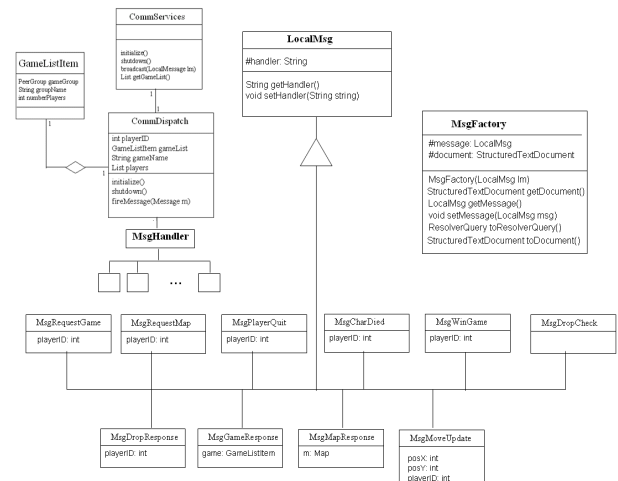 CommServices
initialize()
shutdown()
broadcast(LocalMessage lm)
List getGameList()
GameListItem
PeerGroup gameGroup
String groupName
int numberPlayers
1
1
1
1
CommDispatch
int playerID
GameListItem gameList
String gameName
List players
initialize()
shutdown()
fireMessage(Message m)
MsgHandler
...
LocalMsg
#handler: String
String getHandler()
void setHandler(String string)
MsgFactory
#message: LocalMsg
#document: StructuredTextDocument
MsgFactory(LocalMsg lm)
StructuredTextDocument getDocument()
LocalMsg getMessage()
void setMessage(LocalMsg msg)
ResolverQuery toResolverQuery()
StructuredTextDocument toDocument()
MsgRequestGame
playerID: int
MsgRequestMap
playerID: int
MsgPlayerQuit
playerID: int
MsgCharDied
playerID: int
MsgWinGame
playerID: int
MsgDropCheck
MsgDropResponse
playerID: int
MsgGameResponse
game: GameListItem
MsgMapResponse
m: Map
MsgMoveUpdate
posX: int
posY: int
playerID: int